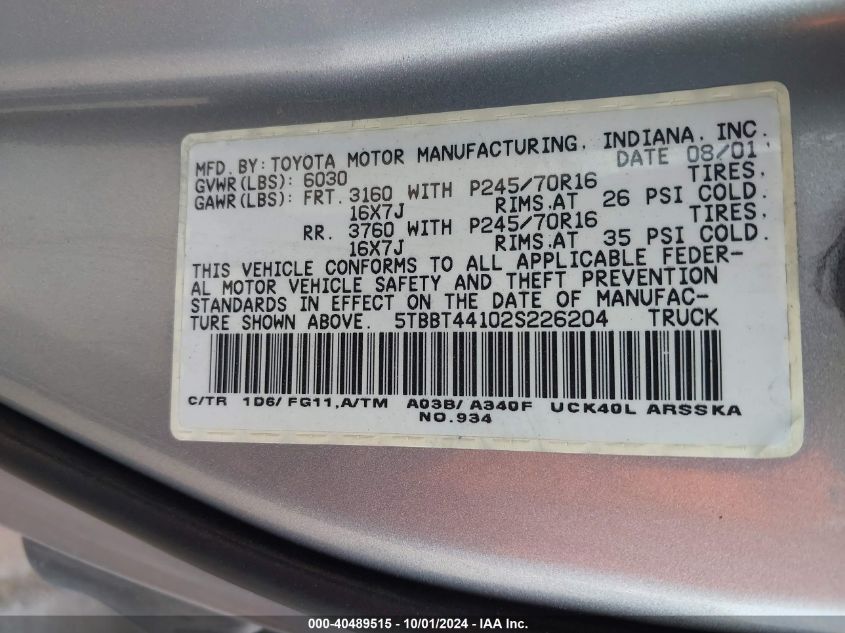 MFD. BY: TOYOTA MOTOR MANUFACTURING, INDIANA, INC.
DATE 08/01
GVWR(LBS): 6030
GAWR(LBS): FRT. 3160 WITH P245/70R16 TIRES,
16X7J RIMS,AT 26 PSI COLD.
RR. 3760 WITH P245/70R16 TIRES,
16X7J RIMS,AT 35 PSI COLD.
THIS VEHICLE CONFORMS TO ALL APPLICABLE FEDER-
AL MOTOR VEHICLE SAFETY AND THEFT PREVENTION
STANDARDS IN EFFECT ON THE DATE OF MANUFAC-
TURE SHOWN ABOVE. 5TBBT44102S226204 TRUCK
C/TR 1D6/FG11,A/TM A03B/A340F UCK40L ARSSKA
NO.934
000-40489515 - 10/01/2024 - IAA Inc.